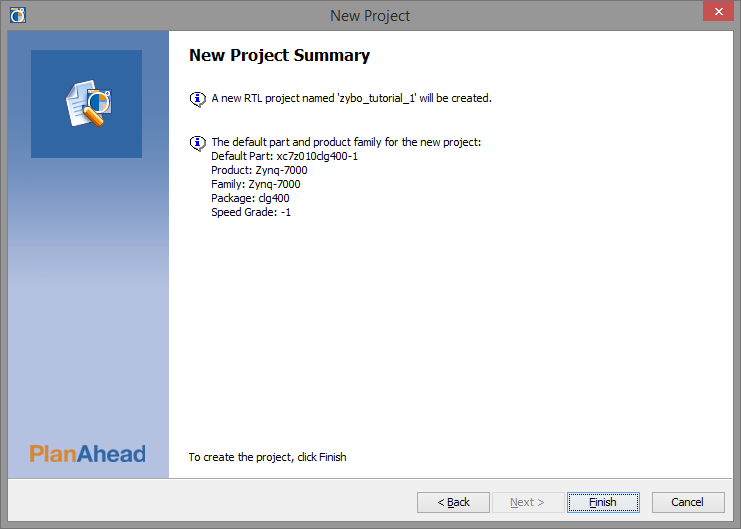 New Project
New Project Summary
A new RTL project named 'zybo_tutorial_1' will be created.
The default part and product family for the new project:
Default Part: xc7z010clg400-1
Product: Zynq-7000
Family: Zynq-7000
Package: clg400
Speed Grade: -1
PlanAhead
To create the project, click Finish
< Back
Next >
Finish
Cancel